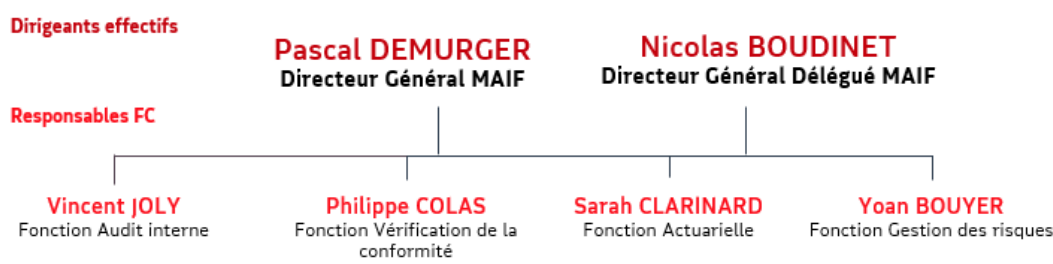 Dirigeants effectifs
Pascal DEMURGER
Directeur Général MAIF
Nicolas BOUDINET
Directeur Général Délégué MAIF
Responsables FC
Vincent JOLY
Fonction Audit interne
Philippe COLAS
Fonction Vérification de la
conformité
Sarah CLARINARD
Fonction Actuarielle
Yoan BOUYER
Fonction Gestion des risques